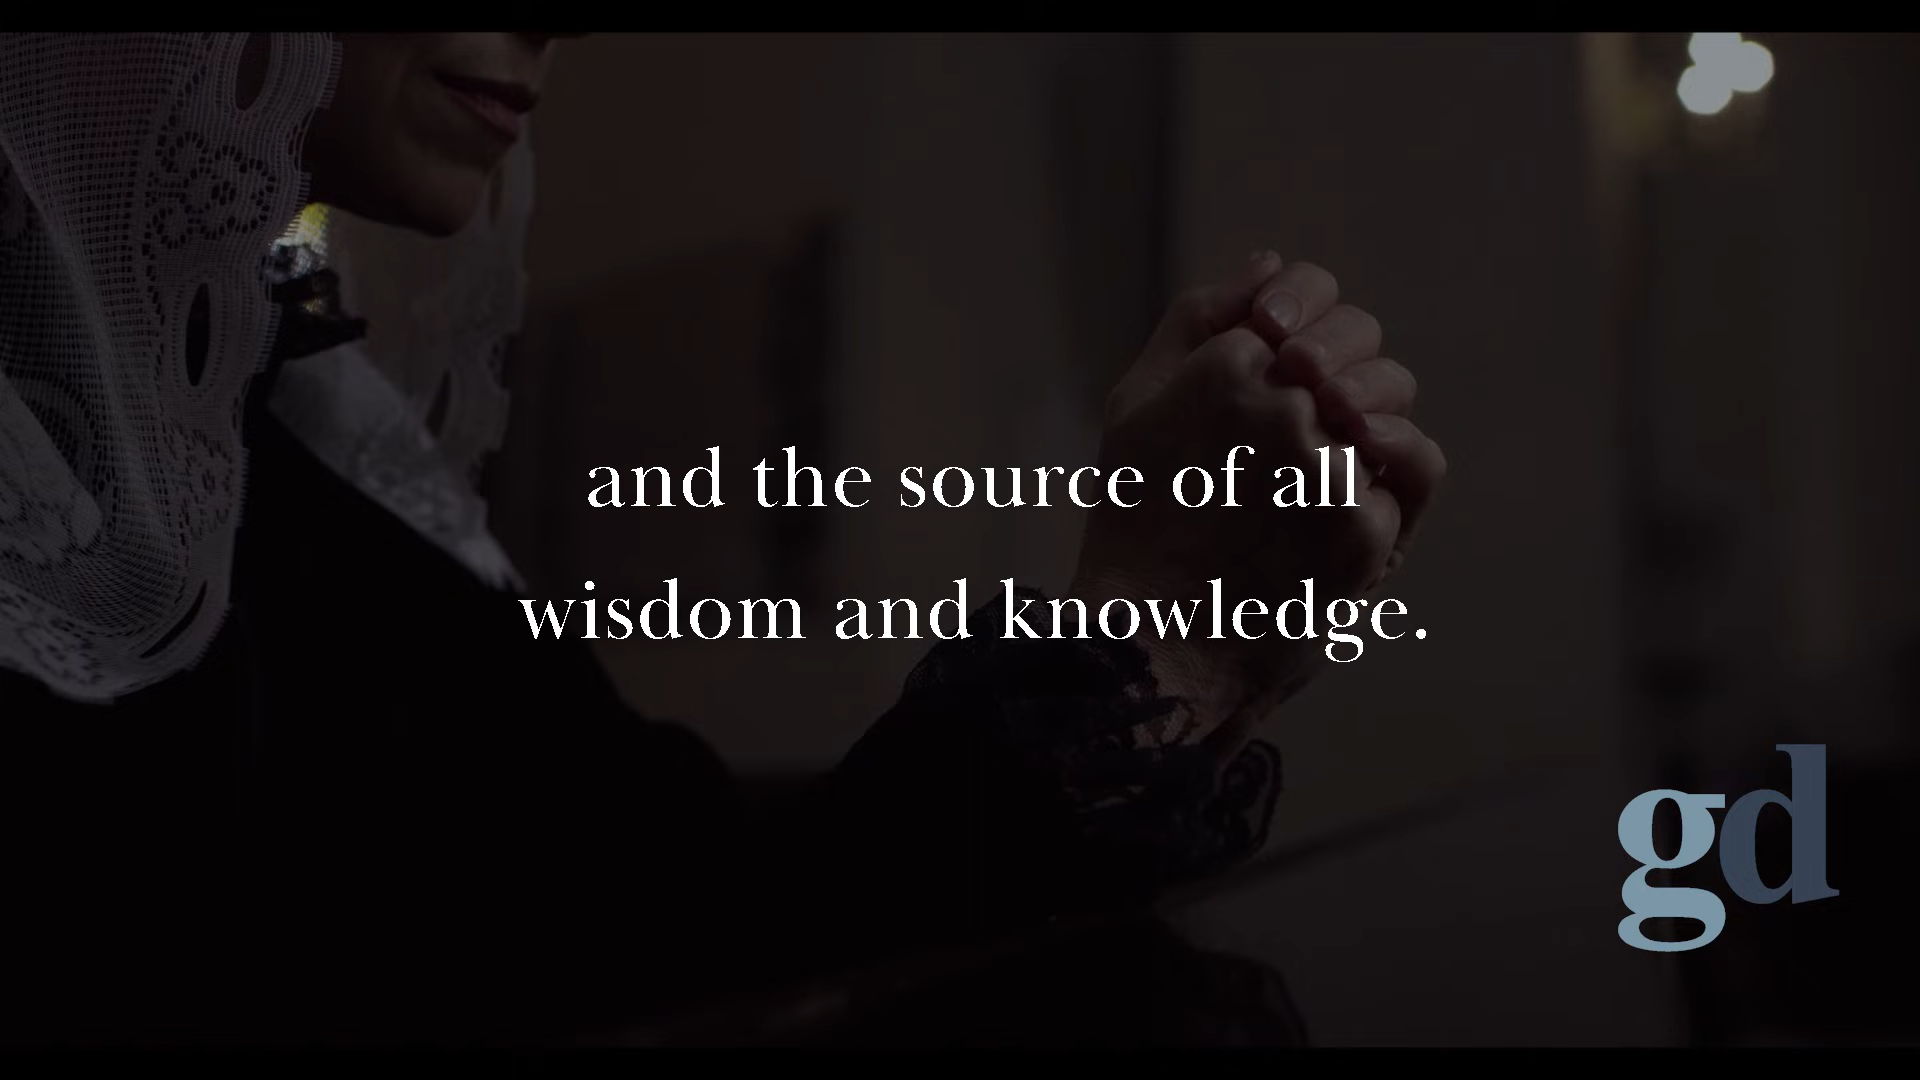 and the source of all
wisdom and knowledge.
gd